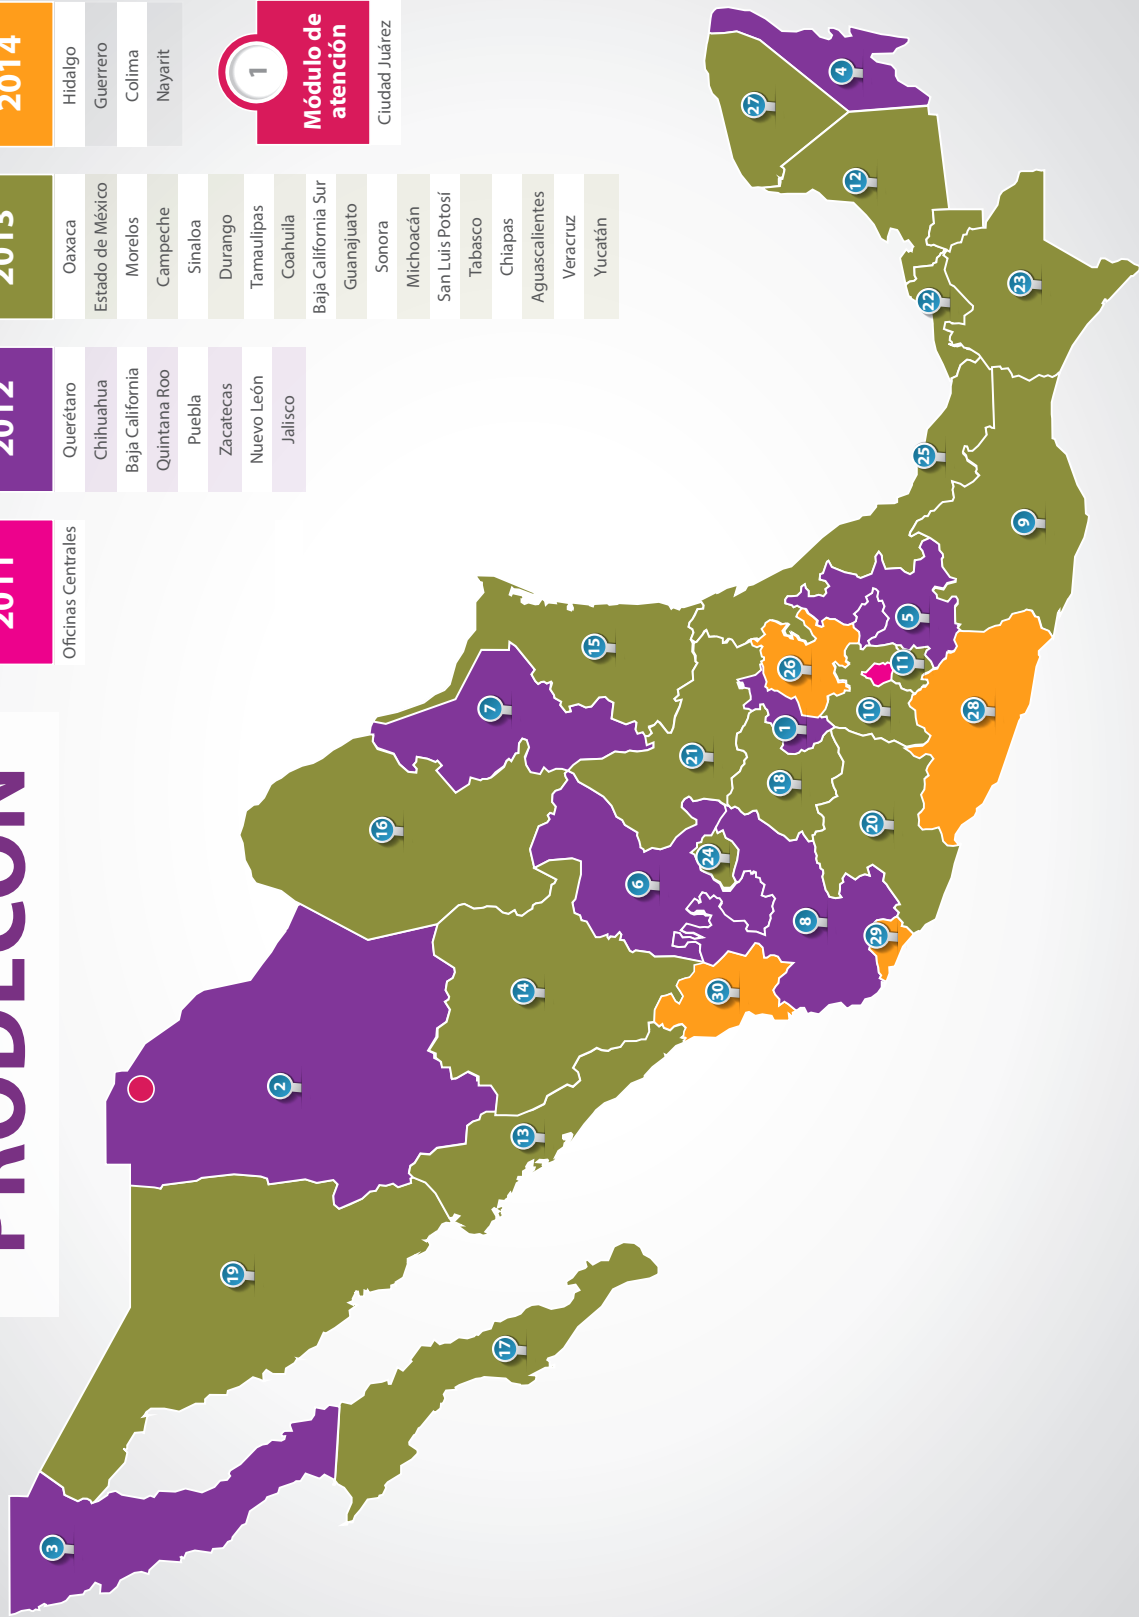 PRODECON
2011
Oficinas Centrales
2012
Querétaro
Chihuahua
Baja California
Quintana Roo
Puebla
Zacatecas
Nuevo León
Jalisco
2013
Oaxaca
Estado de México
Morelos
Campeche
Sinaloa
Durango
Tamaulipas
Coahuila
Baja California Sur
Guanajuato
Sonora
Michoacán
San Luis Potosí
Tabasco
Chiapas
Aguascalientes
Veracruz
Yucatán
2014
Hidalgo
Guerrero
Colima
Nayarit
1
Módulo de
atención
Ciudad Juárez
3
19
2
16
7
17
13
14
15
6
21
24
30
18
1
26
8
29
20
10
11
5
28
9
25
22
23
12
27
4